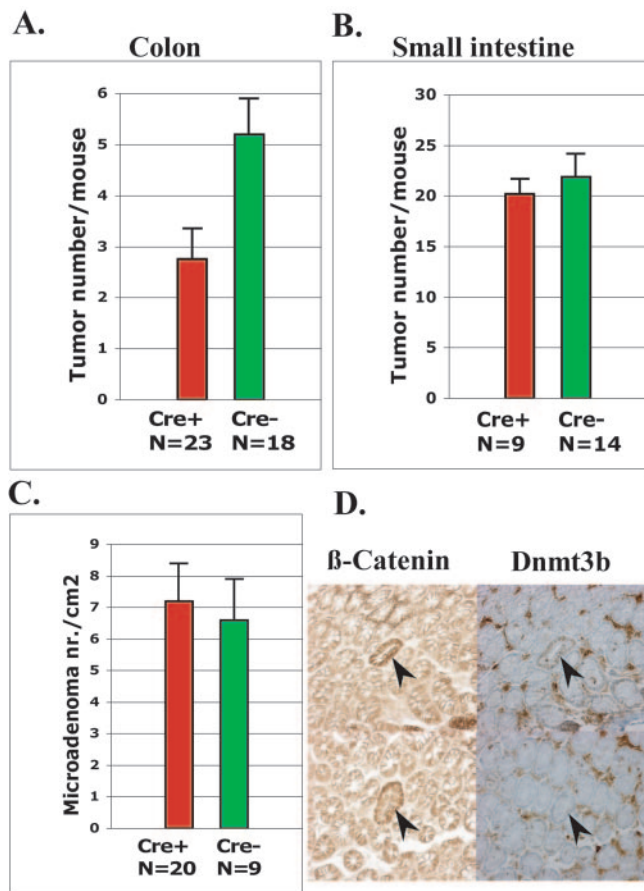 A.
Colon
Tumor number/mouse
6
5
4
3
2
1
0
Cre+ Cre-
N=23 N=18
B.
Small intestine
Tumor number/mouse
30
25
20
15
10
5
0
Cre+ Cre-
N=9 N=14
C.
Microadenoma nr./cm2
9
8
7
6
5
4
3
2
1
0
Cre+ Cre-
N=20 N=9
D.
ß-Catenin Dnmt3b